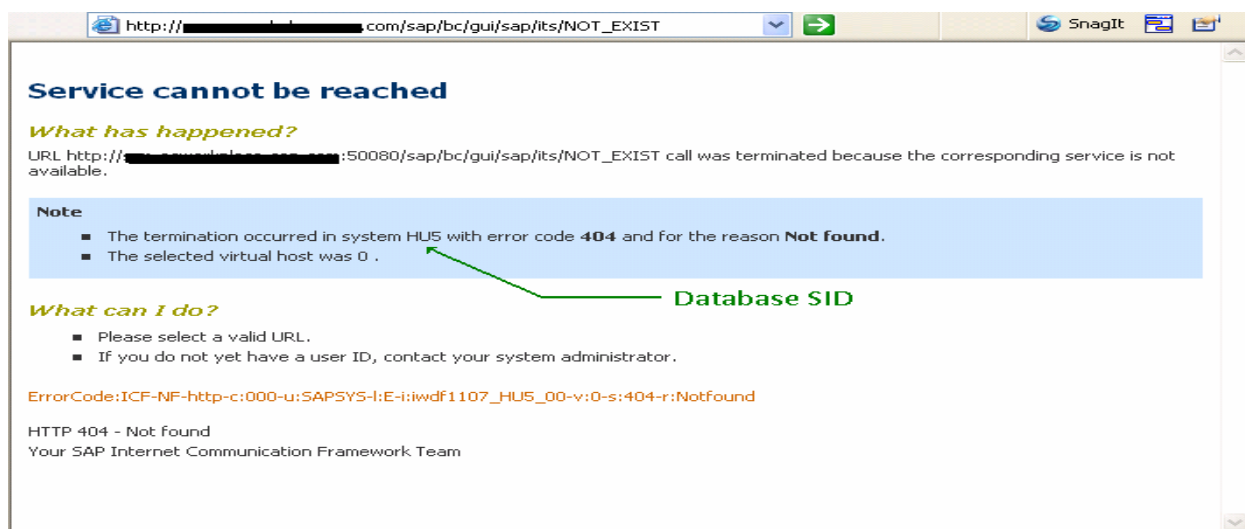 http:// .com/sap/bc/gui/sap/its/NOT_EXIST
SnagIt
Service cannot be reached
What has happened?
URL http:// :50080/sap/bc/gui/sap/its/NOT_EXIST call was terminated because the corresponding service is not
available.
Note
The termination occurred in system HU5 with error code 404 and for the reason Not found.
The selected virtual host was 0 .
Database SID
What can I do?
Please select a valid URL.
If you do not yet have a user ID, contact your system administrator.
ErrorCode:ICF-NF-http-c:000-u:SAPSYS-l:E-i:iwdf1107_HU5_00-v:0-s:404-r:Notfound
HTTP 404 - Not found
Your SAP Internet Communication Framework Team